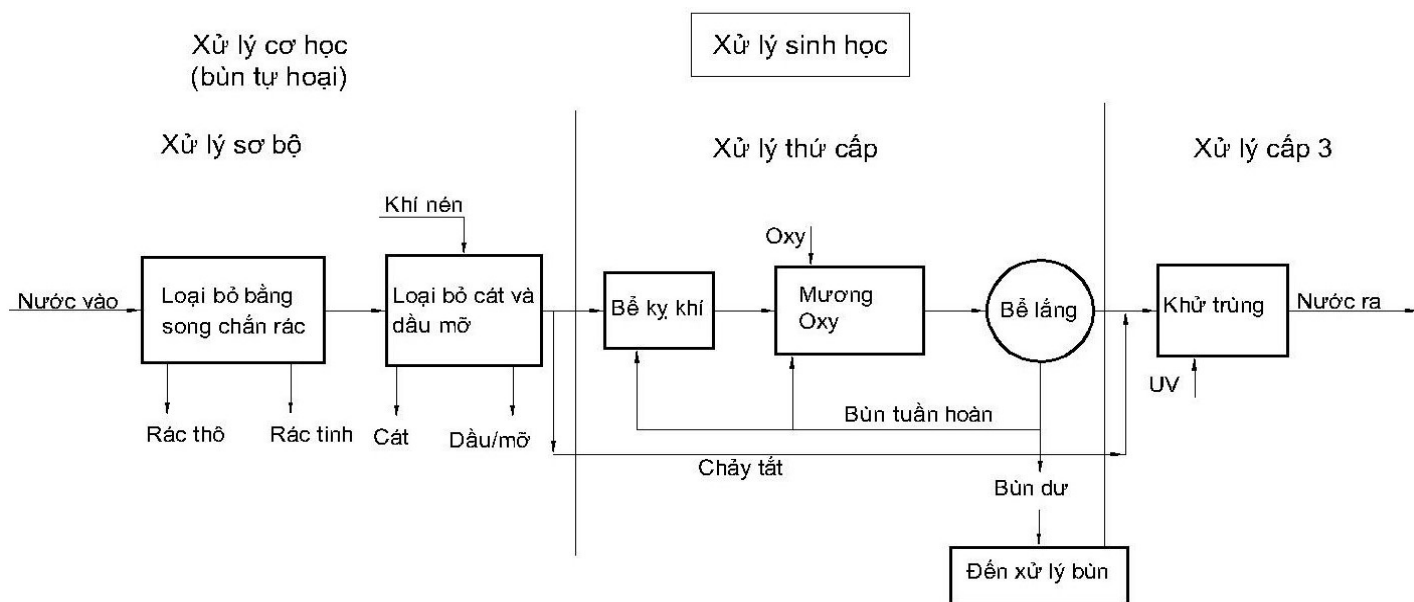 Xử lý cơ học
(bùn tự hoại)
Xử lý sinh học
Xử lý sơ bộ
Xử lý thứ cấp
Xử lý cấp 3
Khí nén
Oxy
Nước vào
Loại bỏ bằng
song chắn rác
Loại bỏ cát và
dầu mỡ
Bể kỵ khí
Mương
Oxy
Bể lắng
Khử trùng
Nước ra
UV
Rác thô
Rác tinh
Cát
Dầu/mỡ
Bùn tuần hoàn
Chảy tắt
Bùn dư
Đến xử lý bùn